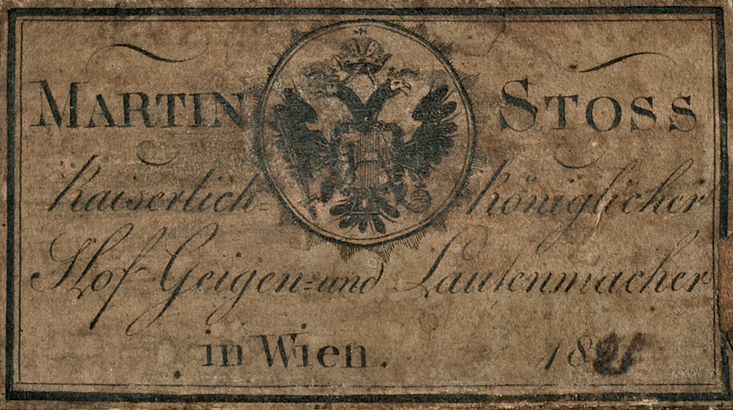 MARTIN STOSS
Kaiserlich= Königlicher
Hof-Geigen=und Lautenmacher
in Wien. 18